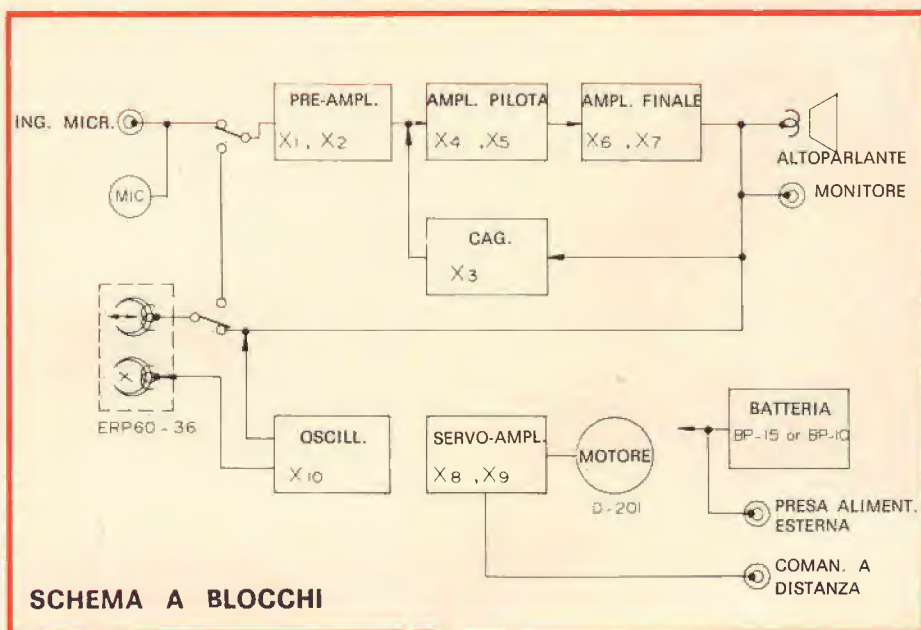 ING. MICR.
MIC
PRE-AMPL.
X1, X2
AMPL. PILOTA
X4 ,X5
AMPL. FINALE
X6 , X7
ALTOPARLANTE
MONITORE
CAG.
X3
ERP60-36
X
OSCILL.
X10
SERVO-AMPL.
X8 ,X9
MOTORE
D-201
BATTERIA
BP-15 or BP-10
PRESA ALIMENT.
ESTERNA
COMAN. A
DISTANZA
SCHEMA A BLOCCHI